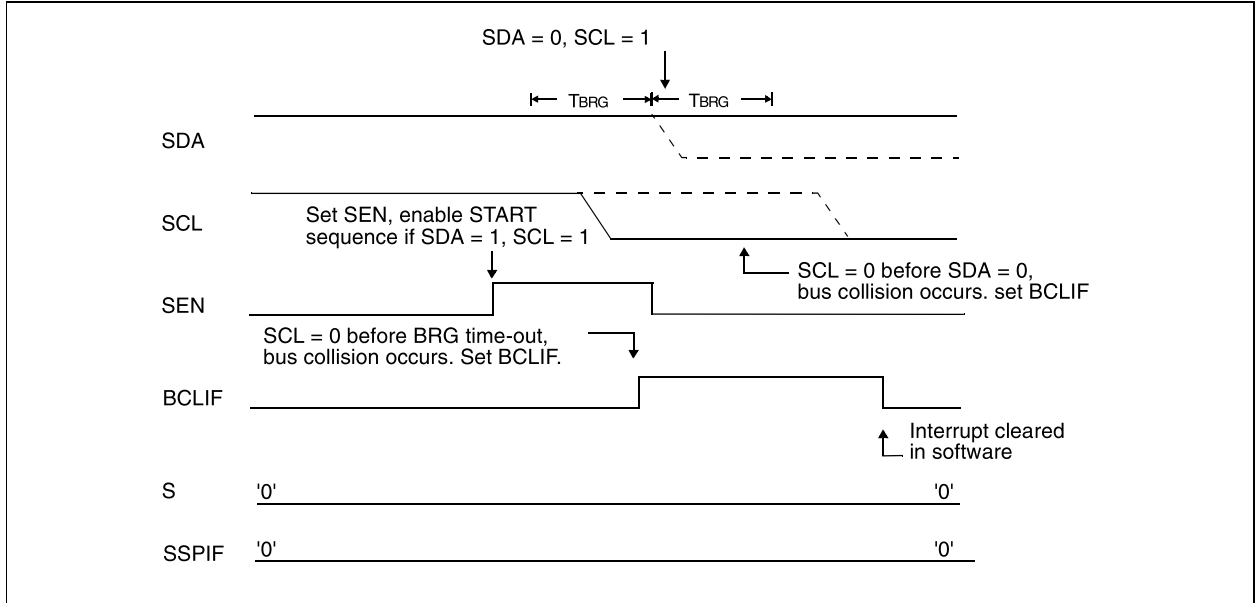 SDA = 0, SCL = 1
TBRG TBRG
SDA
SCL
Set SEN, enable START
sequence if SDA = 1, SCL = 1
SCL = 0 before SDA = 0,
bus collision occurs. set BCLIF
SEN
SCL = 0 before BRG time-out,
bus collision occurs. Set BCLIF.
BCLIF
Interrupt cleared
in software
S '0' '0'
SSPIF '0' '0'